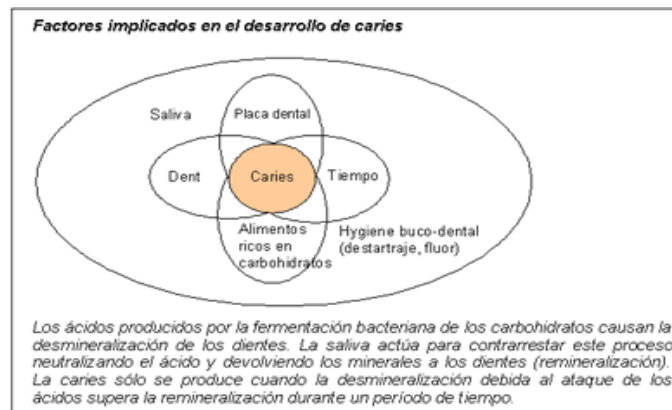 Factores implicados en el desarrollo de caries
Saliva
Placa dental
Dent
Caries
Tiempo
Alimentos
ricos en
carbohidratos
Hygiene buco-dental
(destartraje, fluor)
Los ácidos producidos por la fermentación bacteriana de los carbohidratos causan la
desmineralización de los dientes. La saliva actúa para contrarrestar este proceso
neutralizando el ácido y devolviendo los minerales a los dientes (remineralización).
La caries sólo se produce cuando la desmineralización debida al ataque de los
ácidos supera la remineralización durante un período de tiempo.